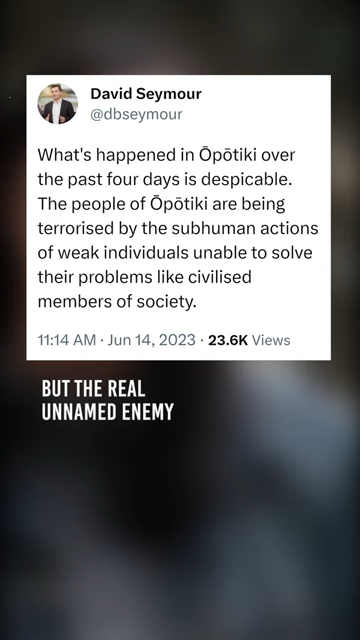 David Seymour
@dbseymour
What's happened in Ōpōtiki over
the past four days is despicable.
The people of Ōpōtiki are being
terrorised by the subhuman actions
of weak individuals unable to solve
their problems like civilised
members of society.
11:14 AM · Jun 14, 2023 · 23.6K Views
BUT THE REAL
UNNAMED ENEMY